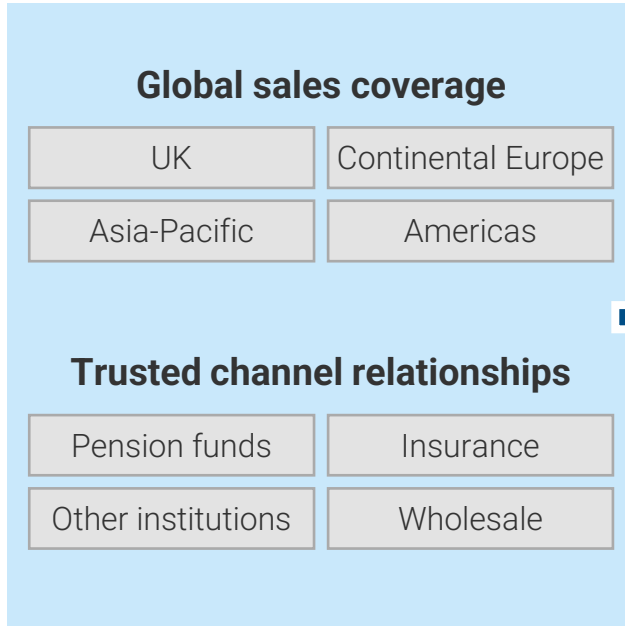 Global sales coverage
UK
Continental Europe
Asia-Pacific
Americas
Trusted channel relationships
Pension funds
Insurance
Other institutions
Wholesale